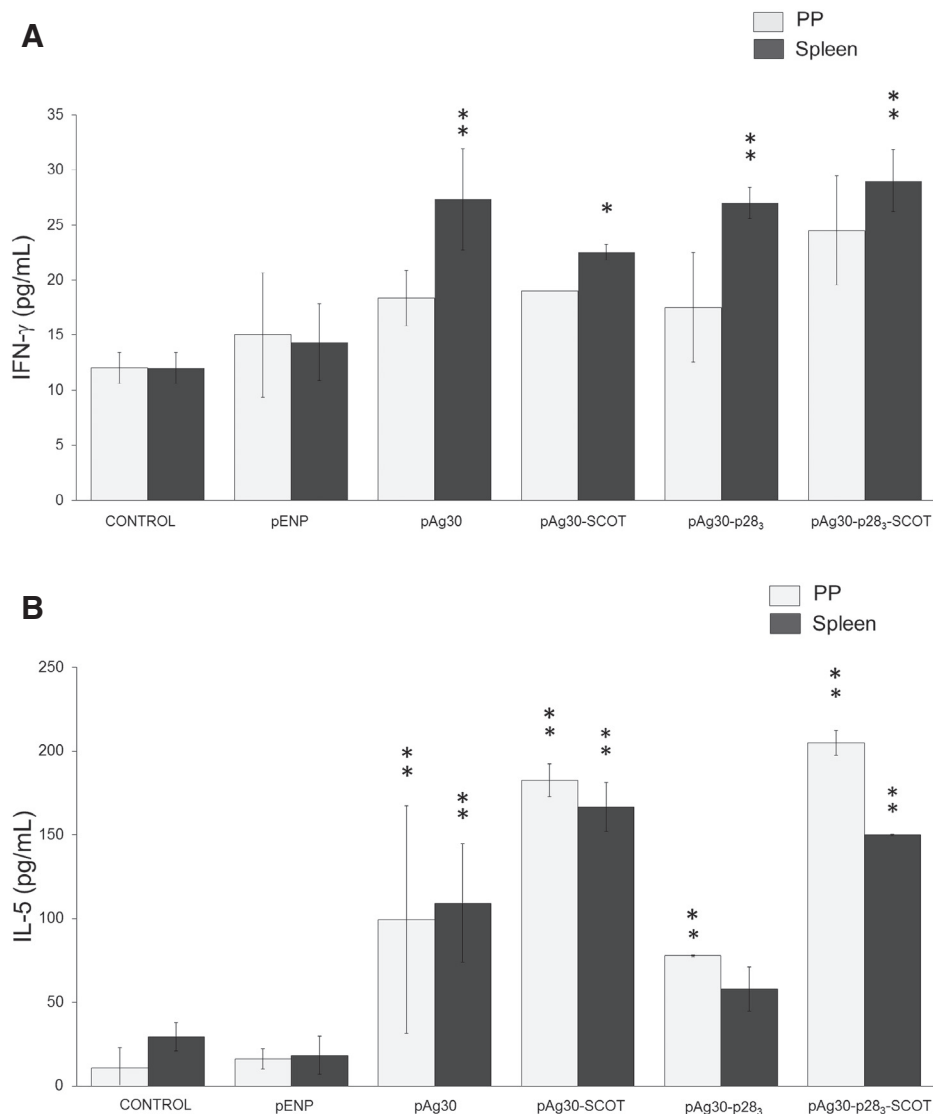 A
PP
Spleen
IFN-γ (pg/mL)
35
30
25
20
15
10
5
0
** * ** **
CONTROL pENP pAg30 pAg30-SCOT pAg30-p28₃ pAg30-p28₃-SCOT
B
PP
Spleen
IL-5 (pg/mL)
250
200
150
100
50
0
** ** ** ** ** ** **
CONTROL pENP pAg30 pAg30-SCOT pAg30-p28₃ pAg30-p28₃-SCOT